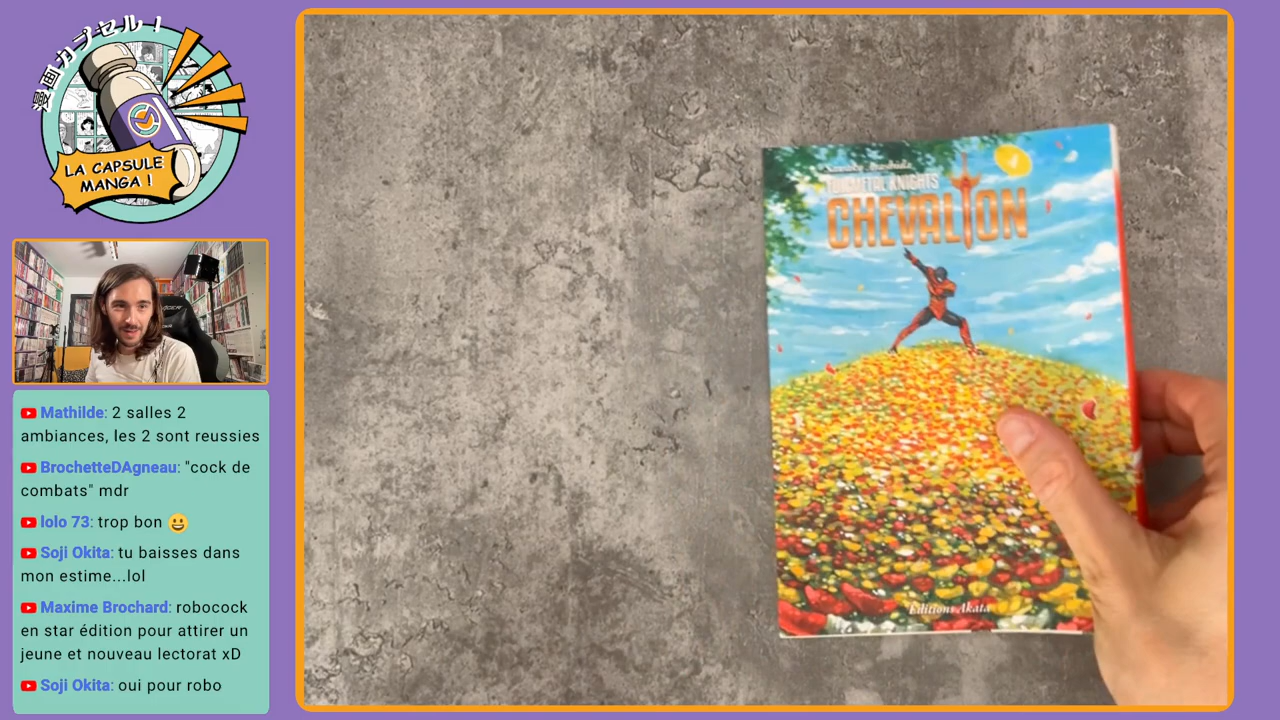 漫画カプセル！
LA CAPSULE
MANGA !
Mathilde: 2 salles 2
ambiances, les 2 sont reussies
BrochetteDAgneau: "cock de
combats" mdr
lolo 73: trop bon 😃
Soji Okita: tu baisses dans
mon estime...lol
Maxime Brochard: robocock
en star édition pour attirer un
jeune et nouveau lectorat xD
Soji Okita: oui pour robo
KNIGHTS
CHEVALION
Éditions Akata